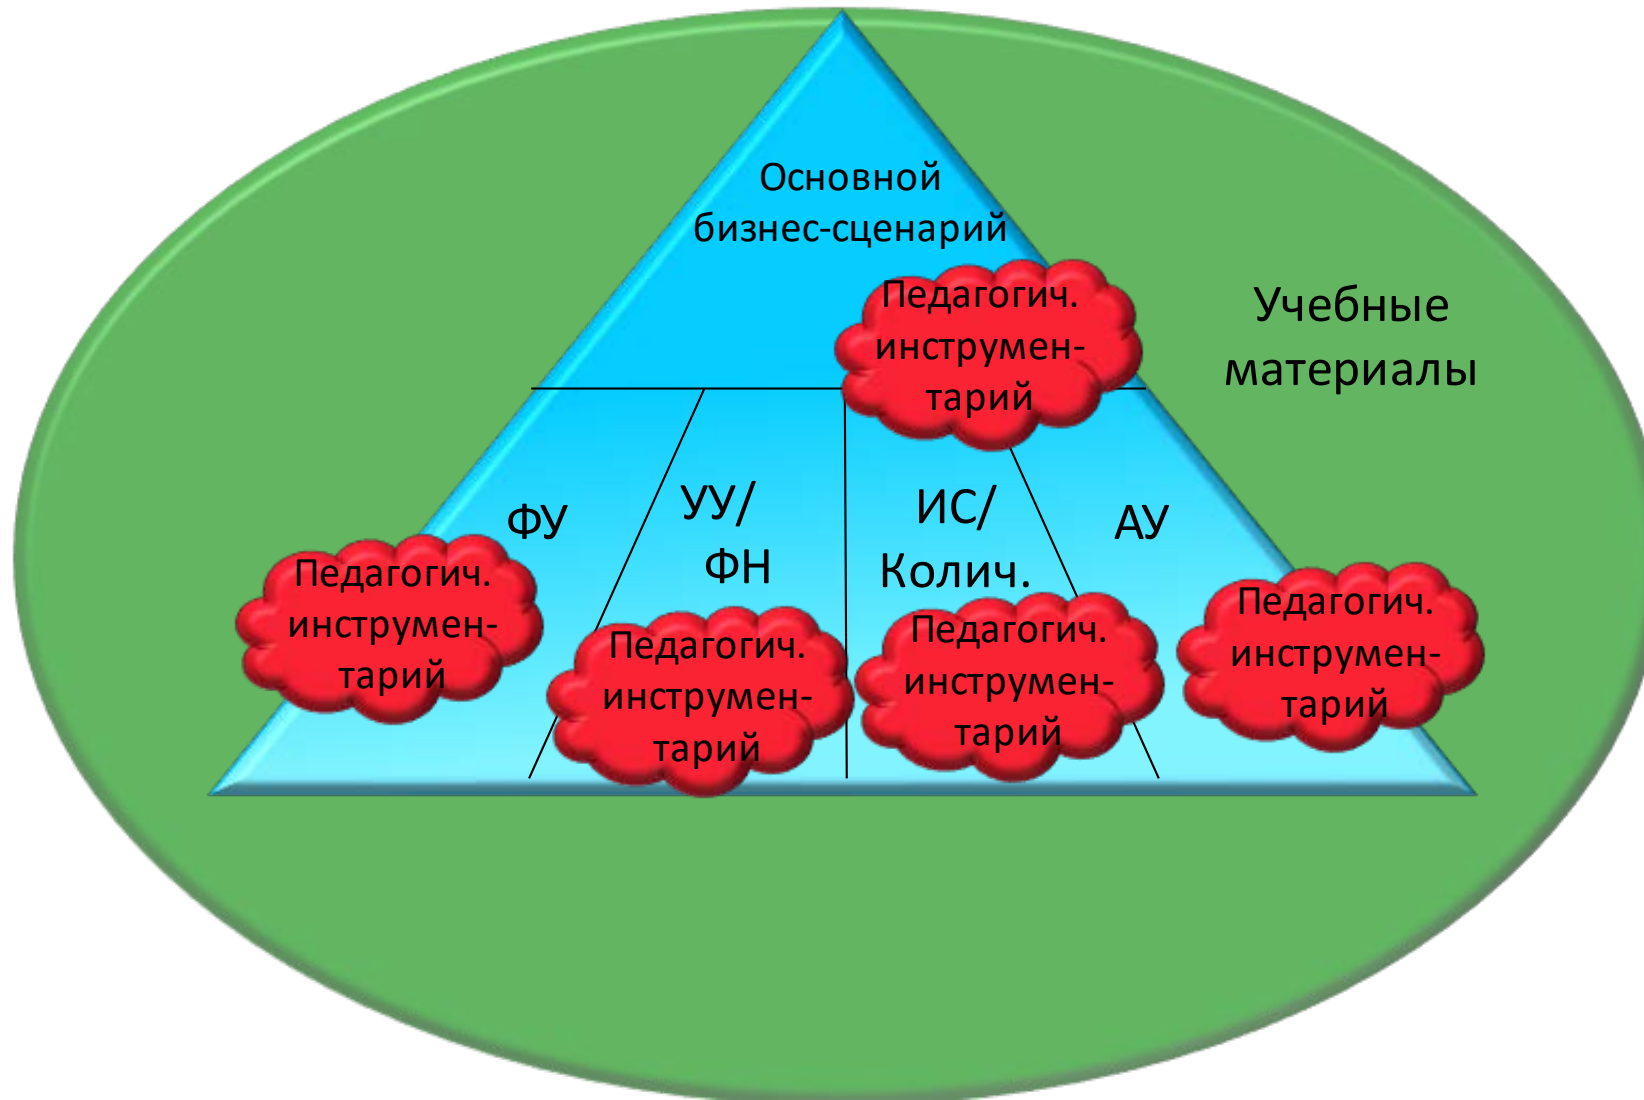 Основной
бизнес-сценарий
Педагогич.
инструмен-
тарий
Учебные
материалы
ФУ
УУ/
ФН
ИС/
Колич.
АУ
Педагогич.
инструмен-
тарий
Педагогич.
инструмен-
тарий
Педагогич.
инструмен-
тарий
Педагогич.
инструмен-
тарий